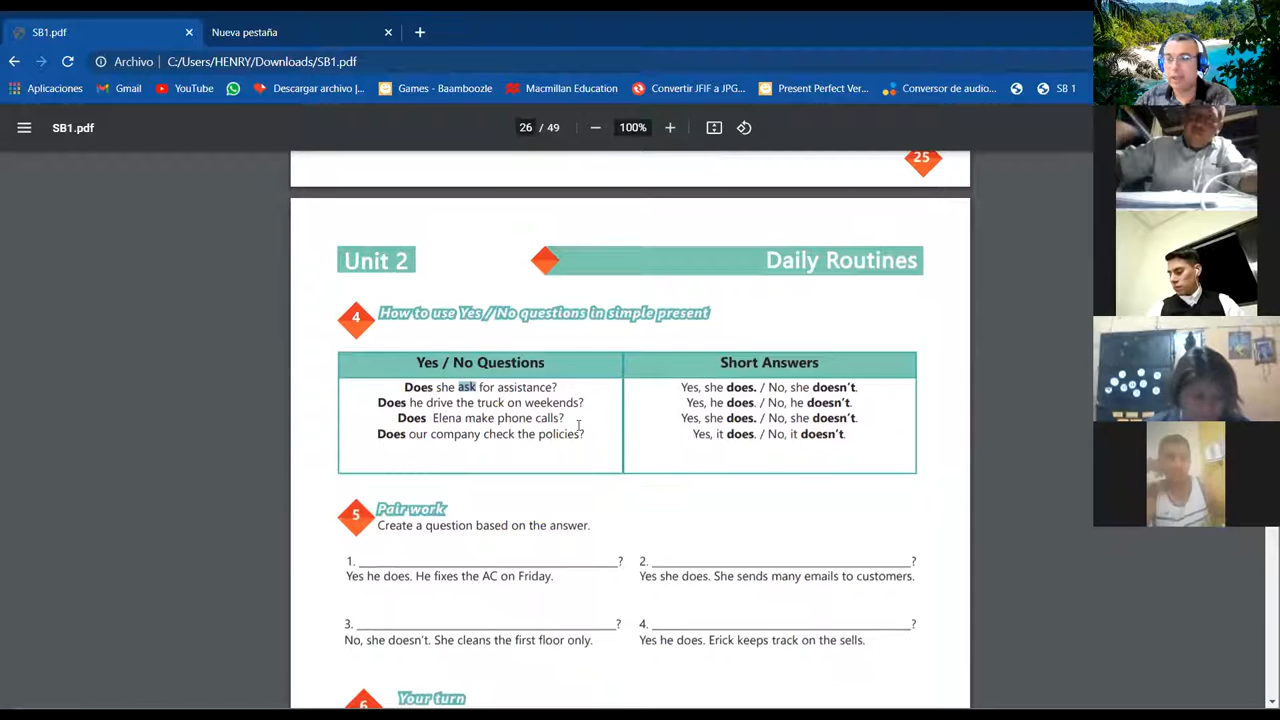 SB1.pdf
Nueva pestaña
Archivo C:/Users/HENRY/Downloads/SB1.pdf
Aplicaciones Gmail YouTube Descargar archivo |... Games - Baamboozle Macmillan Education Convertir JFIF a JPG... Present Perfect Ver... Conversor de audio... SB 1
SB1.pdf 26 / 49 100%
25
Unit 2 Daily Routines
4 How to use Yes / No questions in simple present
Yes / No Questions Short Answers
Does she ask for assistance? Yes, she does. / No, she doesn't.
Does he drive the truck on weekends? Yes, he does. / No, he doesn't.
Does Elena make phone calls? Yes, she does. / No, she doesn't.
Does our company check the policies? Yes, it does. / No, it doesn't.
5 Pair work
Create a question based on the answer.
1. ______________________________? 2. ______________________________?
Yes he does. He fixes the AC on Friday. Yes she does. She sends many emails to customers.
3. ______________________________? 4. ______________________________?
No, she doesn't. She cleans the first floor only. Yes he does. Erick keeps track on the sells.
6 Your turn